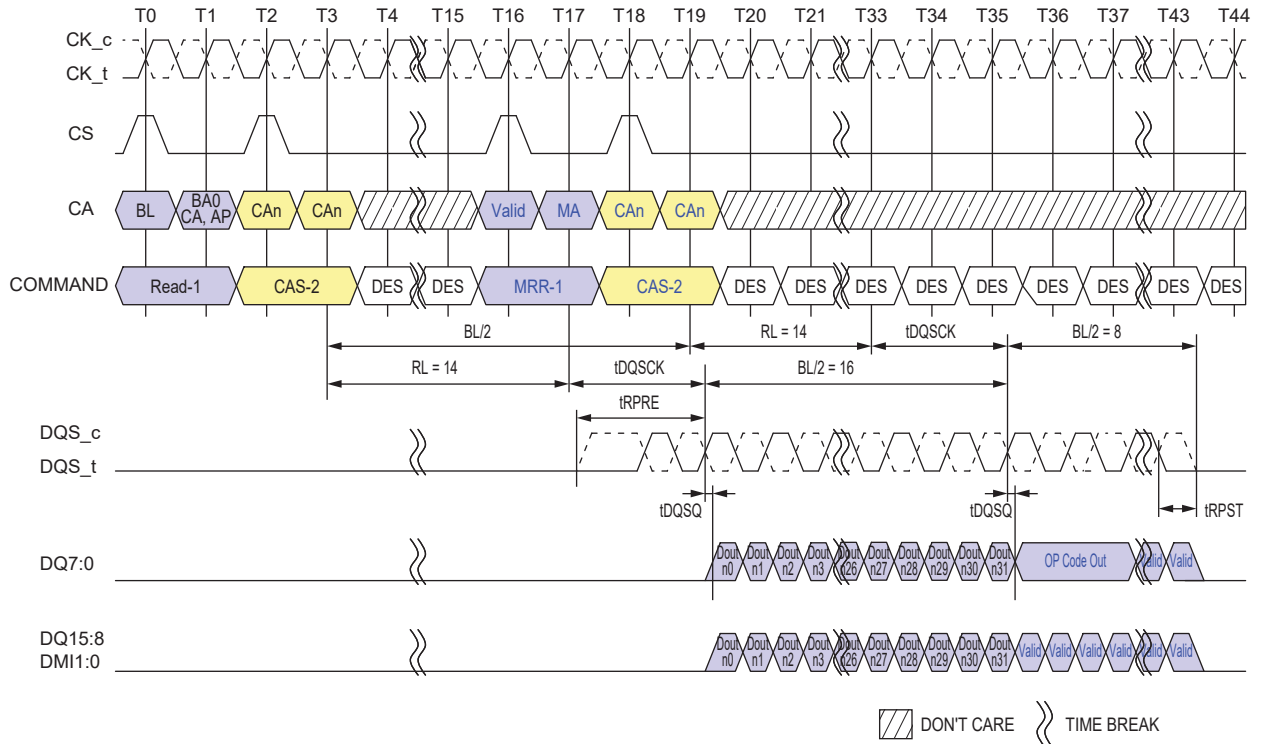 T0 T1 T2 T3 T4 T15 T16 T17 T18 T19 T20 T21 T33 T34 T35 T36 T37 T43 T44
CK_c
CK_t
CS
CA BL BA0 CA, AP CAn CAn Valid MA CAn CAn
COMMAND Read-1 CAS-2 DES DES MRR-1 CAS-2 DES DES DES DES DES DES DES DES DES
BL/2 RL = 14 tDQSCK BL/2 = 8
RL = 14 tDQSCK BL/2 = 16
tRPRE
DQS_c
DQS_t
tDQSQ tDQSQ tRPST
DQ7:0 Dout n0 Dout n1 Dout n2 Dout n3 Dout n26 Dout n27 Dout n28 Dout n29 Dout n30 Dout n31 OP Code Out Valid Valid
DQ15:8
DMI1:0 Dout n0 Dout n1 Dout n2 Dout n3 Dout n26 Dout n27 Dout n28 Dout n29 Dout n30 Dout n31 Valid Valid Valid Valid Valid Valid
DON'T CARE TIME BREAK